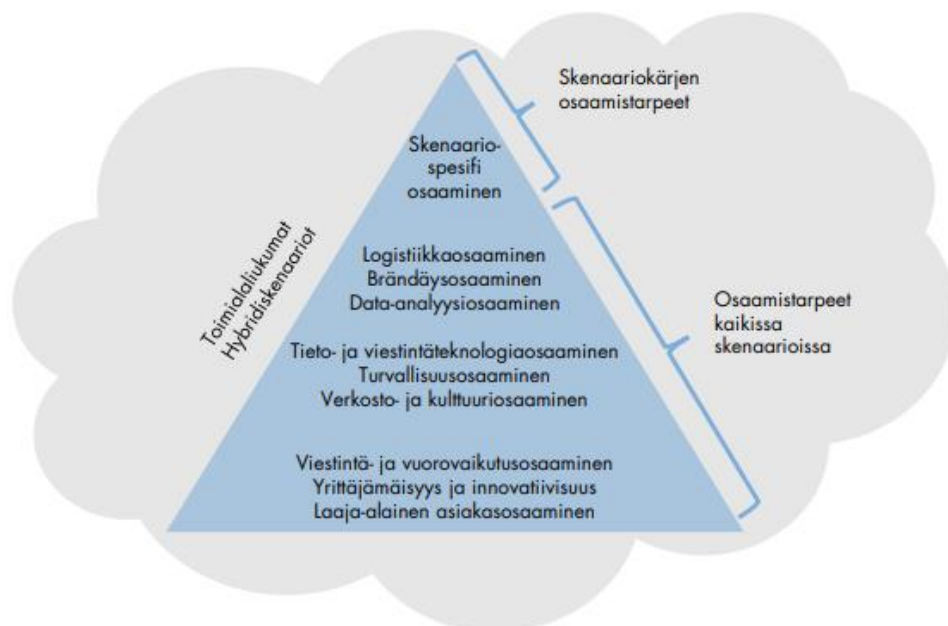 Skenaariokärjen
osaamistarpeet
Skenaario-
spesifi
osaaminen
Toimialaliukumat
Hybridiskenaariot
Logistiikkaosaaminen
Brändäysosaaminen
Data-analyysiosaaminen
Osaamistarpeet
kaikissa
skenaarioissa
Tieto- ja viestintäteknologiaosaaminen
Turvallisuusosaaminen
Verkosto- ja kulttuuriosaaminen
Viestintä- ja vuorovaikutusosaaminen
Yrittäjämäisyys ja innovatiivisuus
Laaja-alainen asiakasosaaminen